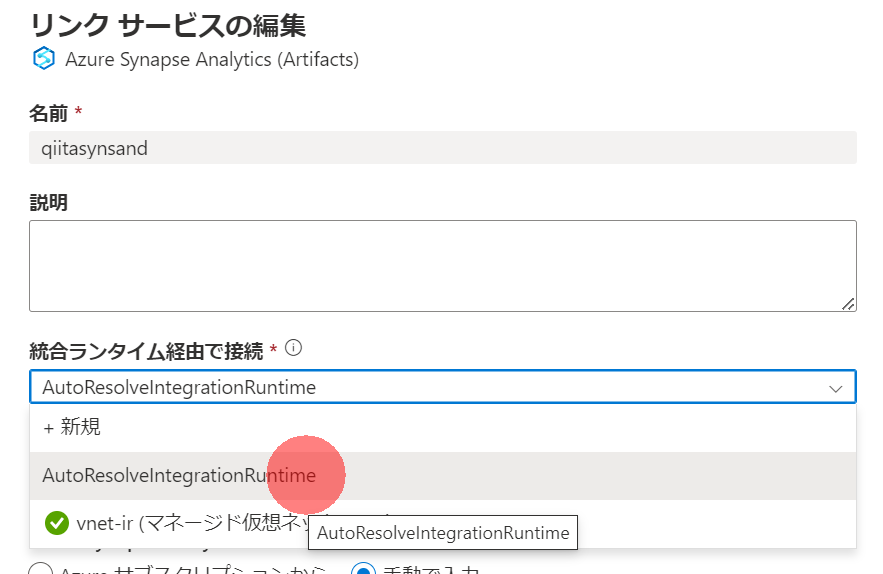 リンク サービスの編集
Azure Synapse Analytics (Artifacts)
名前 *
qiitasynsand
説明
統合ランタイム経由で接続 *
AutoResolveIntegrationRuntime
+ 新規
AutoResolveIntegrationRuntime
vnet-ir (マネージド仮想ネッ
AutoResolveIntegrationRuntime
Azure サブスクリプションから 手動で入力